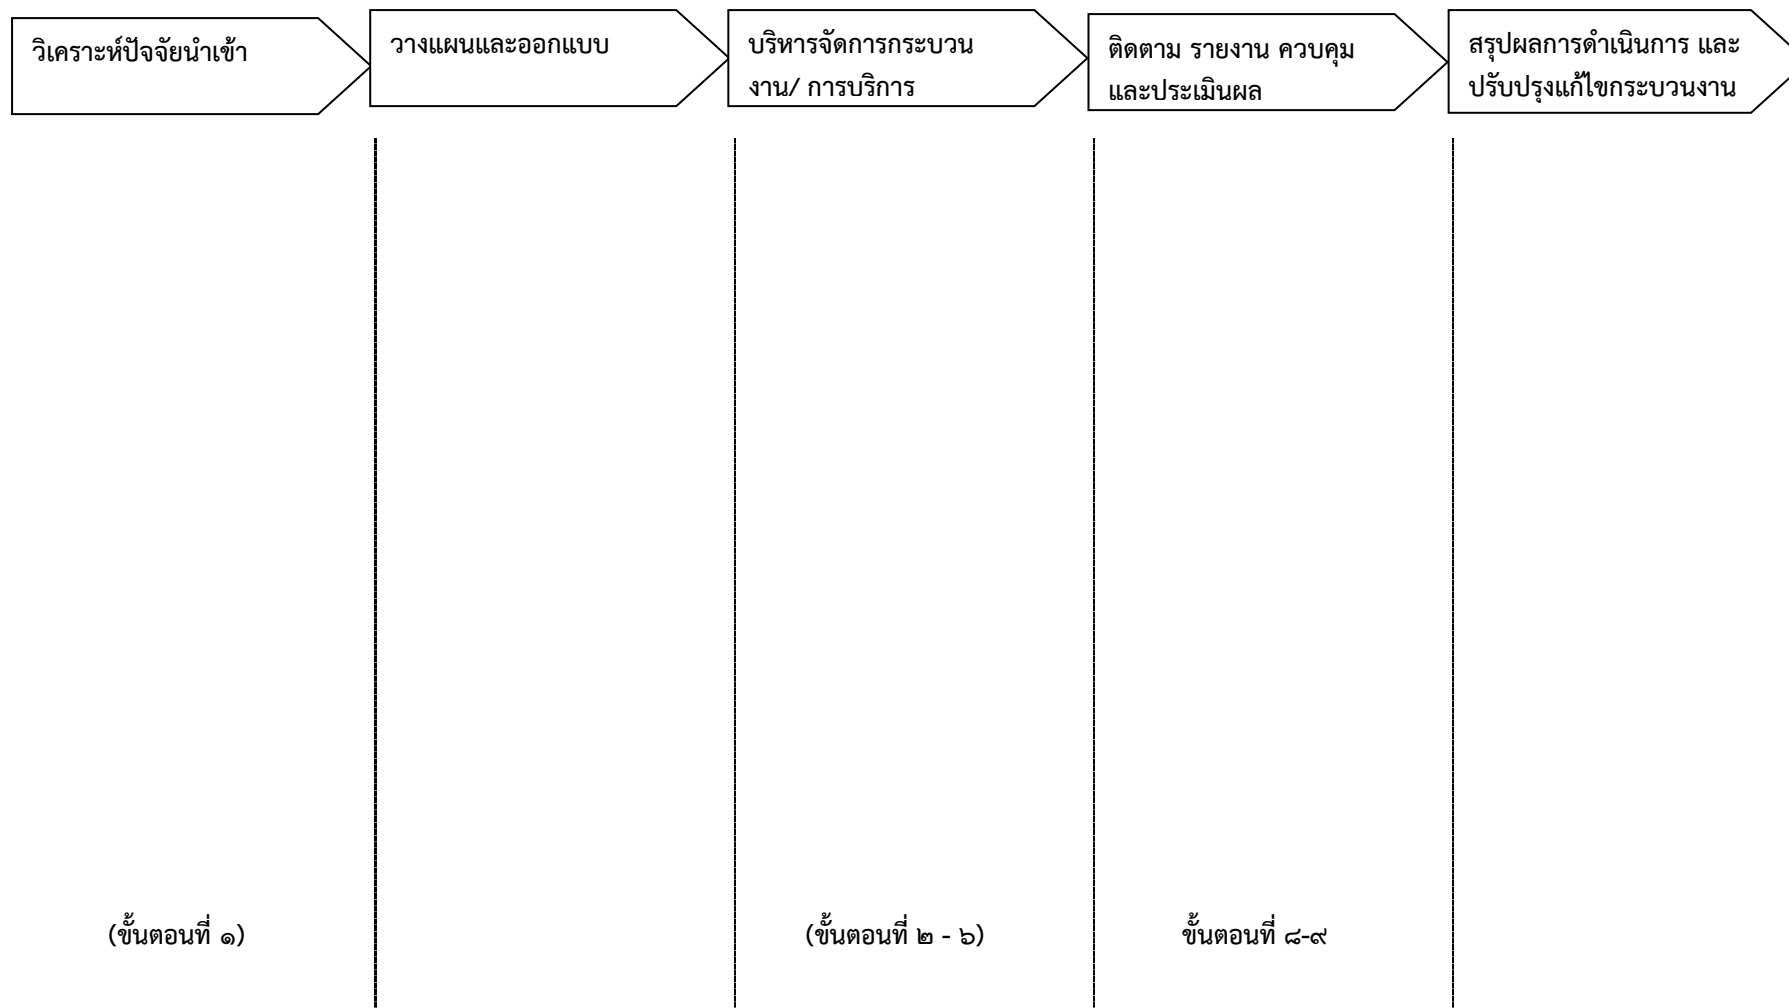 วิเคราะห์ปัจจัยนำเข้า
วางแผนและออกแบบ
บริหารจัดการกระบวน
งาน/ การบริการ
ติดตาม รายงาน ควบคุม
และประเมินผล
สรุปผลการดำเนินการ และ
ปรับปรุงแก้ไขกระบวนงาน
(ขั้นตอนที่ ๑)
(ขั้นตอนที่ ๒ - ๖)
ขั้นตอนที่ ๘-๙